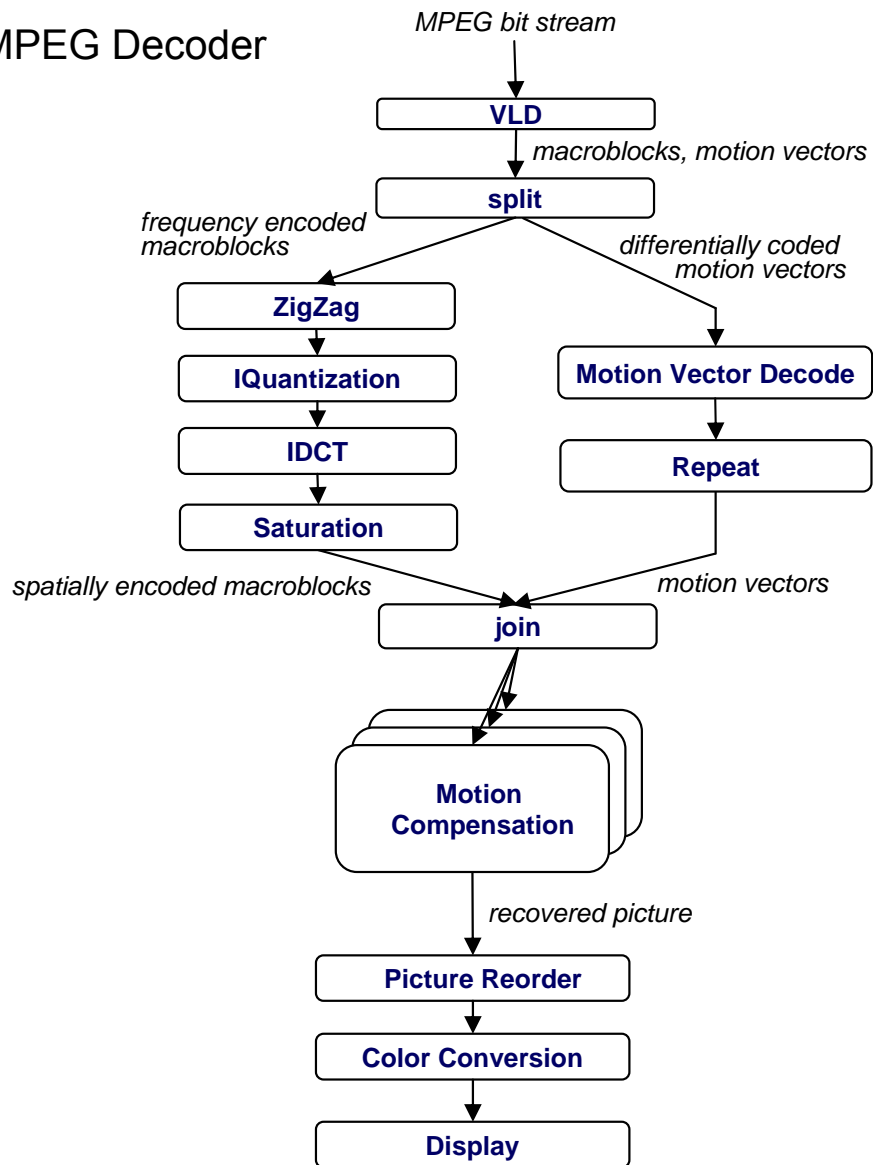 MPEG Decoder
MPEG bit stream
VLD
macroblocks, motion vectors
split
frequency encoded
macroblocks
differentially coded
motion vectors
ZigZag
IQuantization
IDCT
Saturation
Motion Vector Decode
Repeat
spatially encoded macroblocks
motion vectors
join
Motion
Compensation
recovered picture
Picture Reorder
Color Conversion
Display